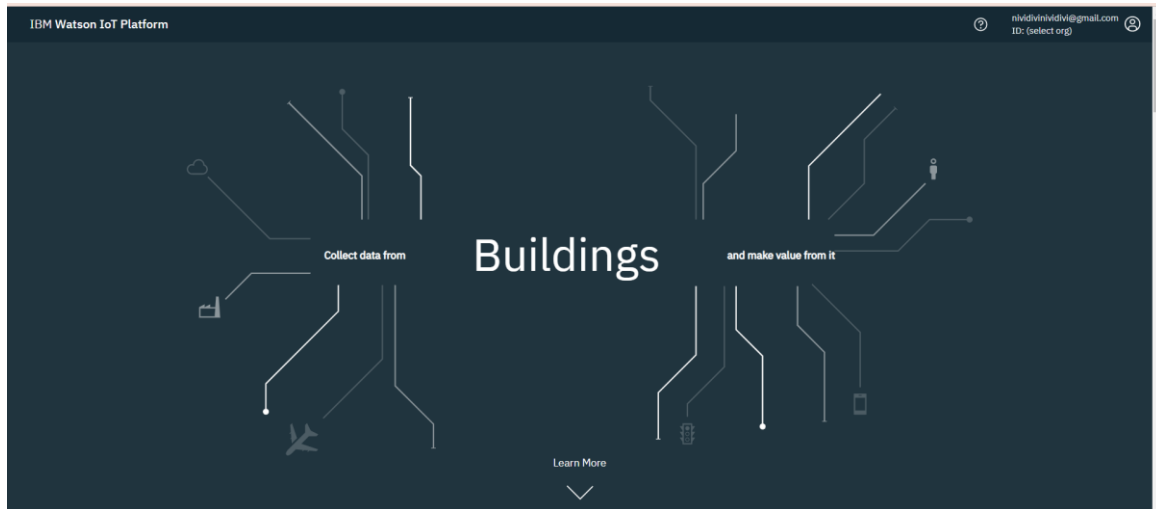 IBM Watson IoT Platform
nividivinividivi@gmail.com
ID: (select org)
Collect data from
Buildings
and make value from it
Learn More